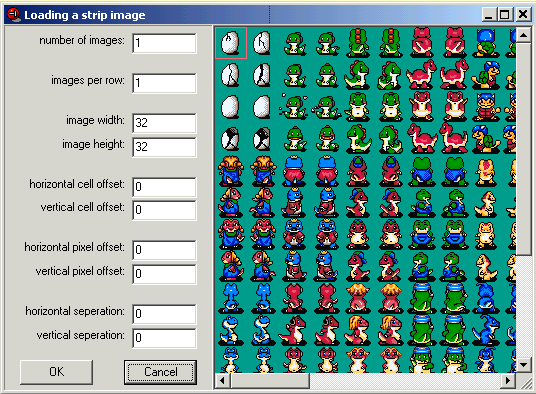 Loading a strip image
number of images: 1
images per row: 1
image width: 32
image height: 32
horizontal cell offset: 0
vertical cell offset: 0
horizontal pixel offset: 0
vertical pixel offset: 0
horizontal seperation: 0
vertical seperation: 0
OK Cancel